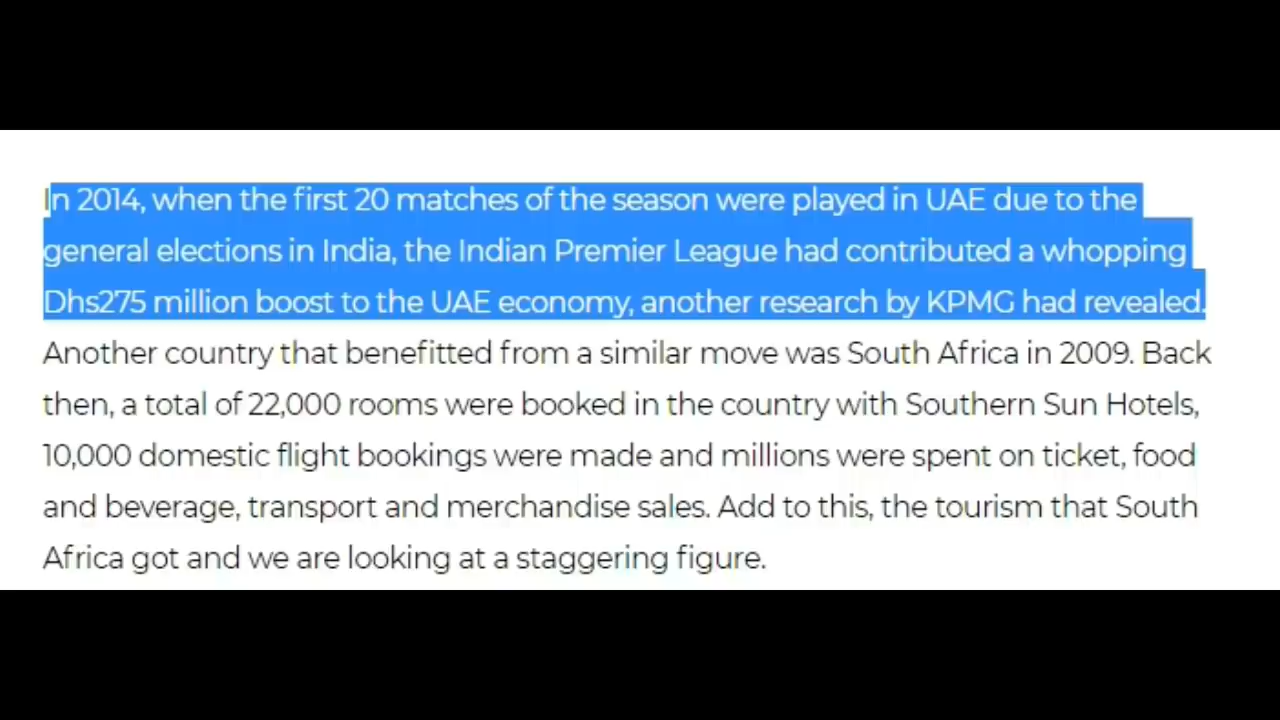 In 2014, when the first 20 matches of the season were played in UAE due to the
general elections in India, the Indian Premier League had contributed a whopping
Dhs275 million boost to the UAE economy, another research by KPMG had revealed.
Another country that benefitted from a similar move was South Africa in 2009. Back
then, a total of 22,000 rooms were booked in the country with Southern Sun Hotels,
10,000 domestic flight bookings were made and millions were spent on ticket, food
and beverage, transport and merchandise sales. Add to this, the tourism that South
Africa got and we are looking at a staggering figure.